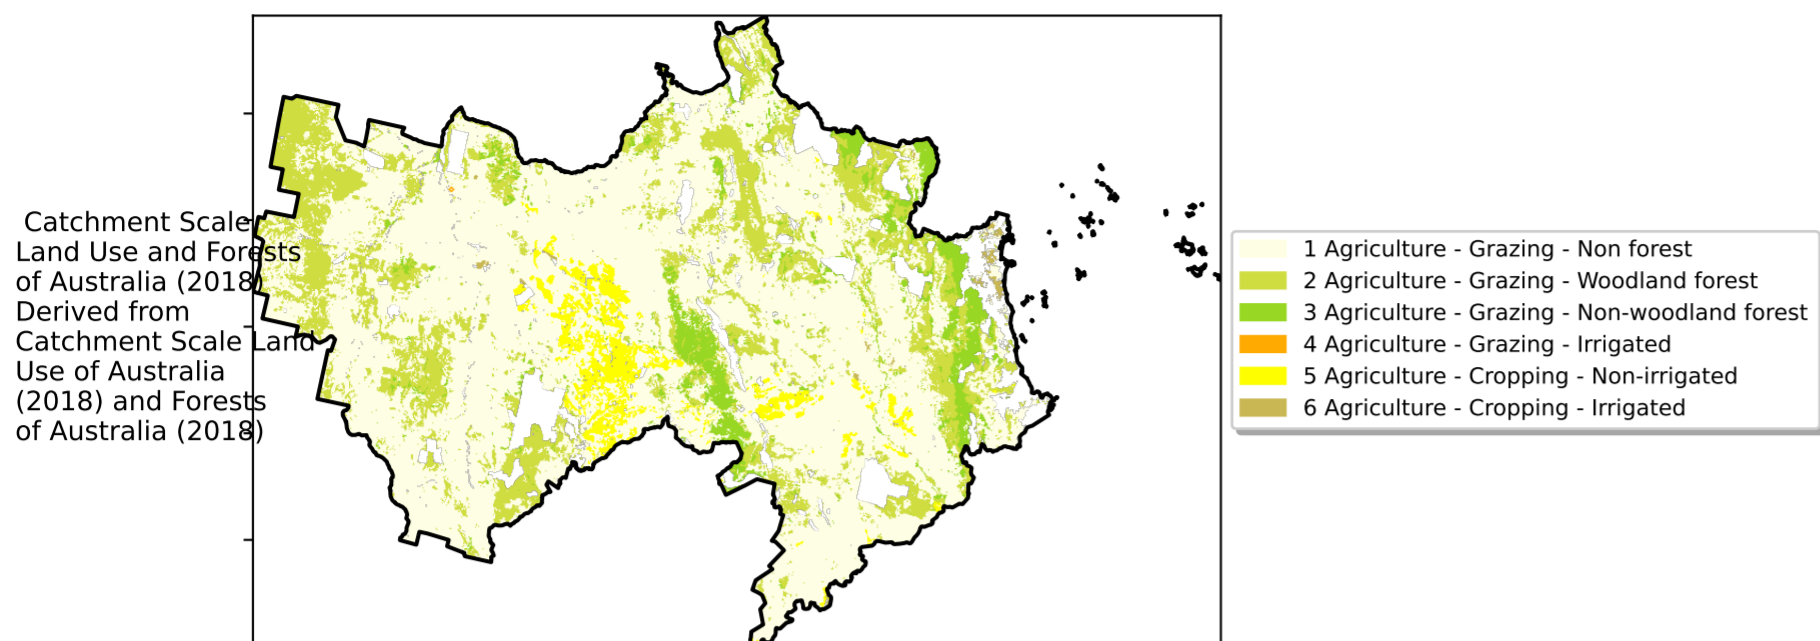 Catchment Scale
Land Use and Forests
of Australia (2018)
Derived from
Catchment Scale Land
Use of Australia
(2018) and Forests
of Australia (2018)
1 Agriculture - Grazing - Non forest
2 Agriculture - Grazing - Woodland forest
3 Agriculture - Grazing - Non-woodland forest
4 Agriculture - Grazing - Irrigated
5 Agriculture - Cropping - Non-irrigated
6 Agriculture - Cropping - Irrigated